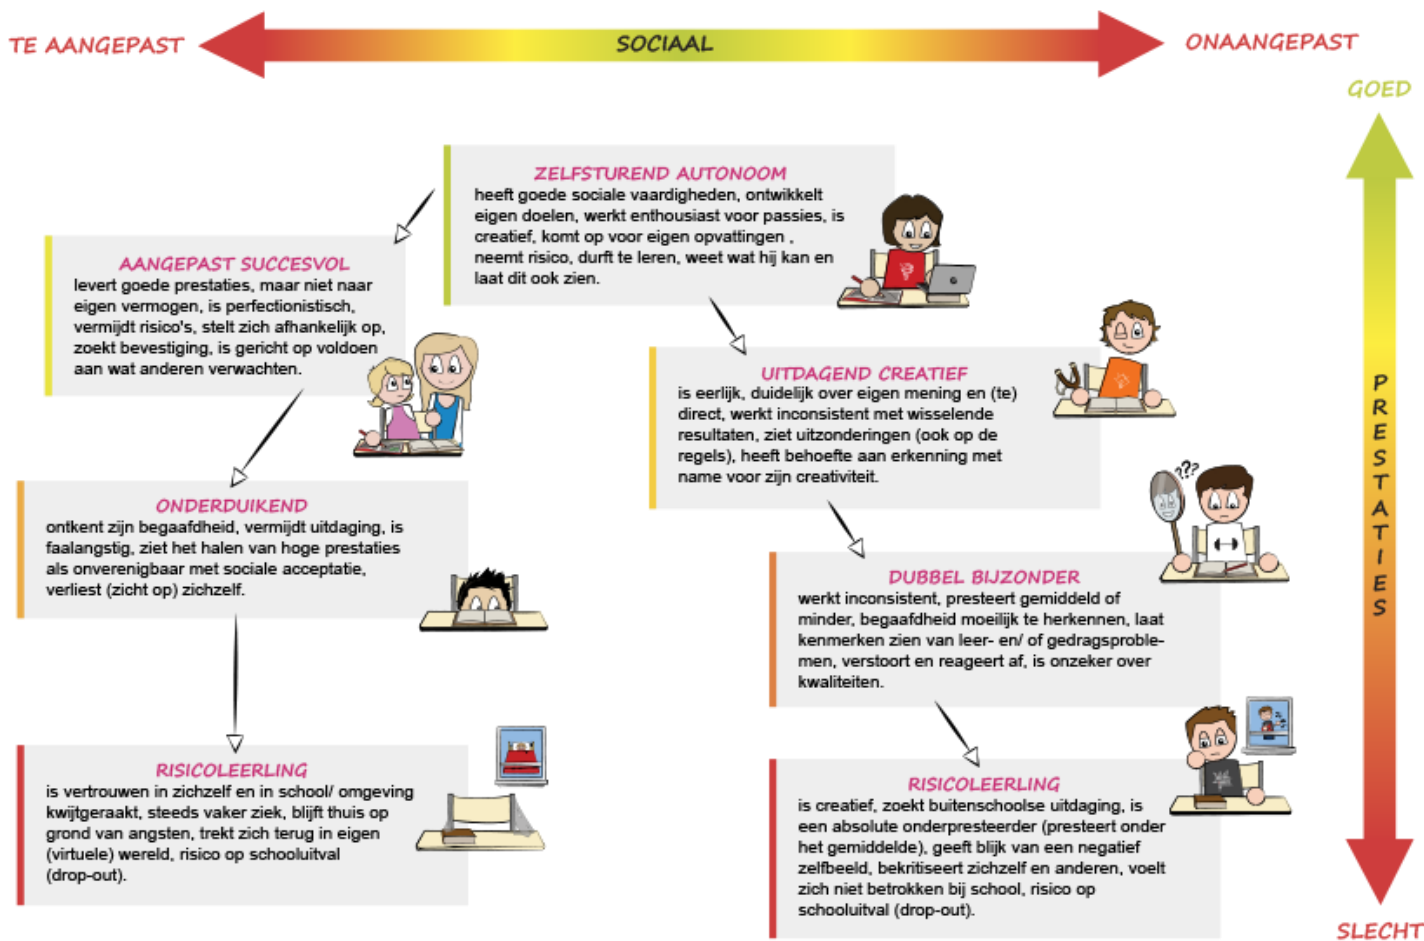 TE AANGEPAST
SOCIAAL
ONAANGEPAST
GOED
ZELFSTUREND AUTONOOM
heeft goede sociale vaardigheden, ontwikkelt
eigen doelen, werkt enthousiast voor passies, is
creatief, komt op voor eigen opvattingen ,
neemt risico, durft te leren, weet wat hij kan en
laat dit ook zien.
AANGEPAST SUCCESVOL
levert goede prestaties, maar niet naar
eigen vermogen, is perfectionistisch,
vermijdt risico's, stelt zich afhankelijk op,
zoekt bevestiging, is gericht op voldoen
aan wat anderen verwachten.
UITDAGEND CREATIEF
is eerlijk, duidelijk over eigen mening en (te)
direct, werkt inconsistent met wisselende
resultaten, ziet uitzonderingen (ook op de
regels), heeft behoefte aan erkenning met
name voor zijn creativiteit.
PRESTATIES
ONDERDUIKEND
ontkent zijn begaafdheid, vermijdt uitdaging, is
faalangstig, ziet het halen van hoge prestaties
als onverenigbaar met sociale acceptatie,
verliest (zicht op) zichzelf.
???
DUBBEL BIJZONDER
werkt inconsistent, presteert gemiddeld of
minder, begaafdheid moeilijk te herkennen, laat
kenmerken zien van leer- en/ of gedragsproble-
men, verstoort en reageert af, is onzeker over
kwaliteiten.
RISICOLEERLING
is vertrouwen in zichzelf en in school/ omgeving
kwijtgeraakt, steeds vaker ziek, blijft thuis op
grond van angsten, trekt zich terug in eigen
(virtuele) wereld, risico op schooluitval
(drop-out).
RISICOLEERLING
is creatief, zoekt buitenschoolse uitdaging, is
een absolute onderpresteerder (presteert onder
het gemiddelde), geeft blijk van een negatief
zelfbeeld, bekritiseert zichzelf en anderen, voelt
zich niet betrokken bij school, risico op
schooluitval (drop-out).
SLECHT